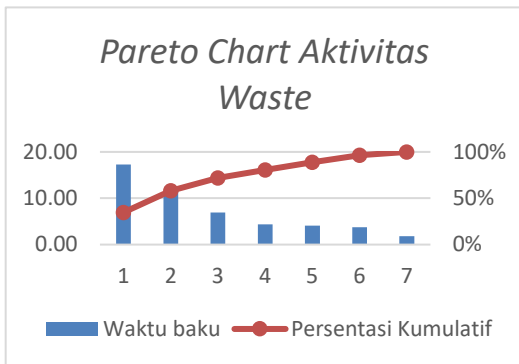 Pareto Chart Aktivitas
Waste
20.00 100%
10.00 50%
0.00 0%
1 2 3 4 5 6 7
Waktu baku Persentasi Kumulatif